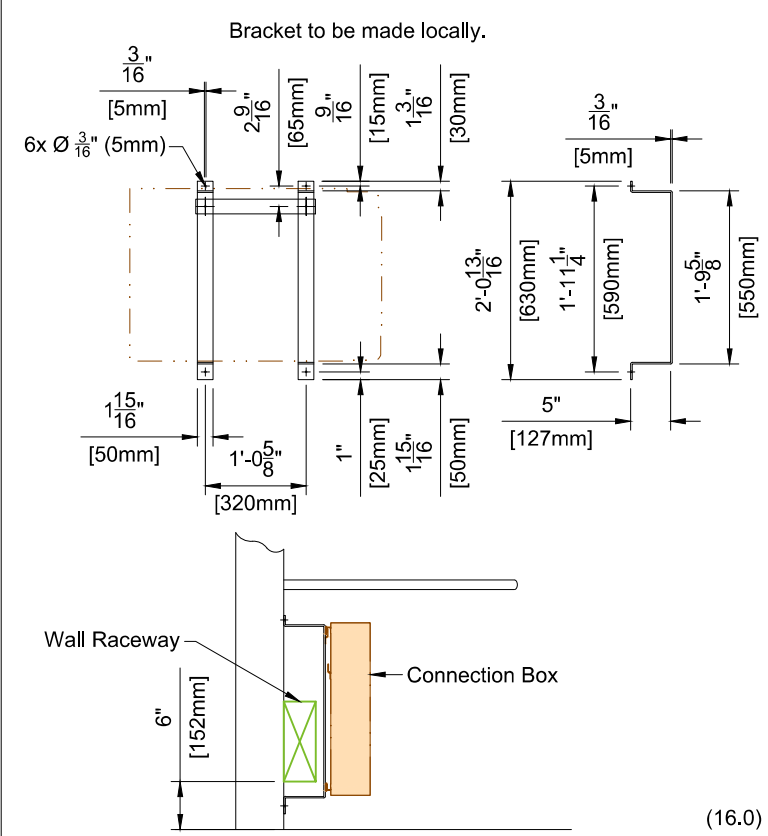 Bracket to be made locally.
3/16"
[5mm]
6x Ø 3/16" (5mm)
2 9/16"
[65mm]
9/16"
[15mm]
1 3/16"
[30mm]
3/16"
[5mm]
2'-0 13/16"
[630mm]
1'-11 1/4"
[590mm]
1'-9 5/8"
[550mm]
1 15/16"
[50mm]
1'-0 5/8"
[320mm]
1"
[25mm]
1 15/16"
[50mm]
5"
[127mm]
Wall Raceway
Connection Box
6"
[152mm]
(16.0)